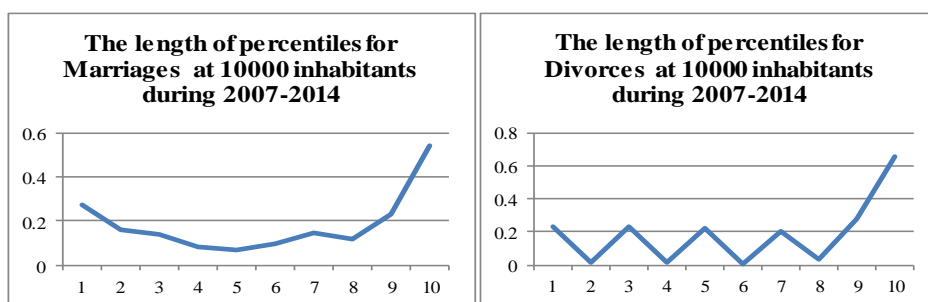 The length of percentiles for
Marriages at 10000 inhabitants
during 2007-2014
0.6
0.4
0.2
0
1 2 3 4 5 6 7 8 9 10
The length of percentiles for
Divorces at 10000 inhabitants
during 2007-2014
0.8
0.6
0.4
0.2
0
1 2 3 4 5 6 7 8 9 10